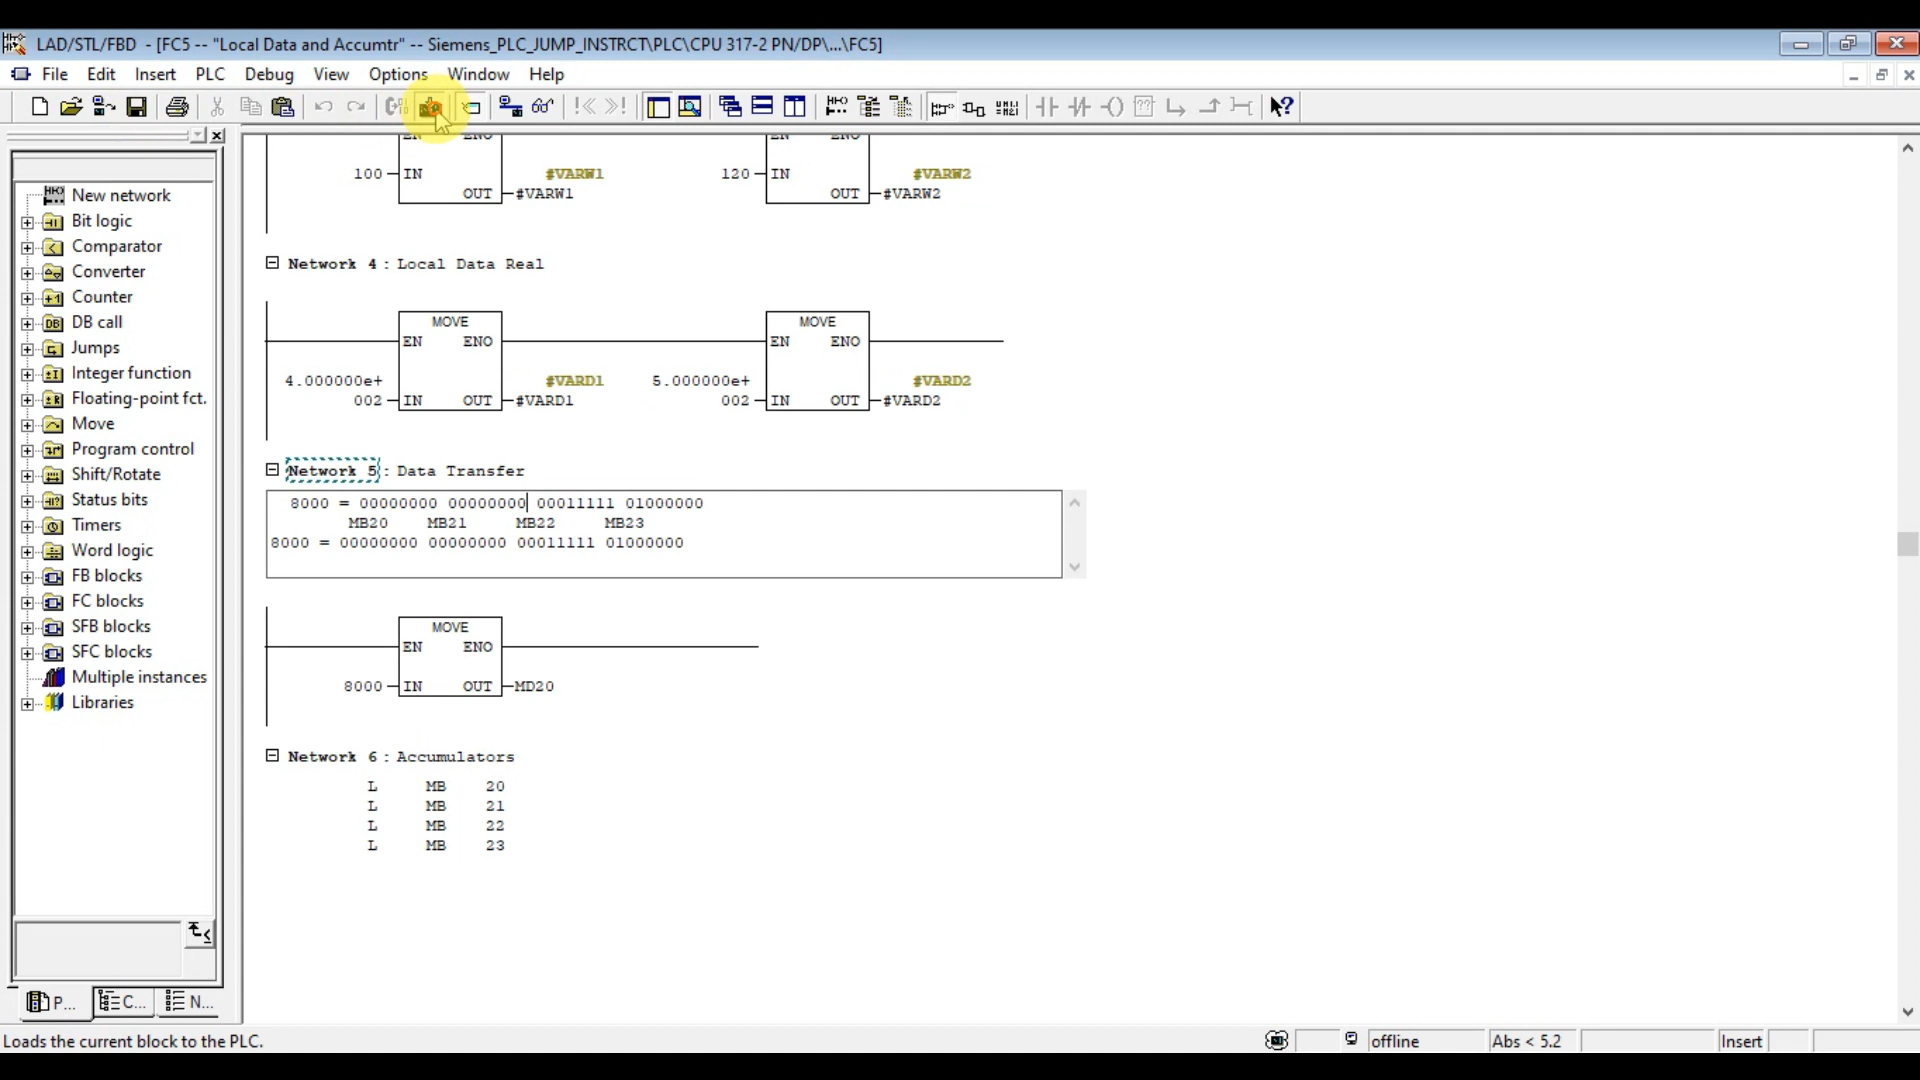 LAD/STL/FBD - [FC5 -- "Local Data and Accumtr" -- Siemens_PLC_JUMP_INSTRCT\PLC\CPU 317-2 PN/DP\...\FC5]
File Edit Insert PLC Debug View Options Window Help
New network
Bit logic
Comparator
Converter
Counter
DB call
Jumps
Integer function
Floating-point fct.
Move
Program control
Shift/Rotate
Status bits
Timers
Word logic
FB blocks
FC blocks
SFB blocks
SFC blocks
Multiple instances
Libraries
P... C... N...
EN ENO EN ENO
100 IN #VARW1 120 IN #VARW2
OUT #VARW1 OUT #VARW2
Network 4: Local Data Real
MOVE MOVE
EN ENO EN ENO
4.000000e+ #VARD1 5.000000e+ #VARD2
002 IN OUT #VARD1 002 IN OUT #VARD2
Network 5: Data Transfer
8000 = 00000000 00000000 00011111 01000000
MB20 MB21 MB22 MB23
8000 = 00000000 00000000 00011111 01000000
MOVE
EN ENO
8000 IN OUT MD20
Network 6: Accumulators
L MB 20
L MB 21
L MB 22
L MB 23
Loads the current block to the PLC. offline Abs < 5.2 Insert